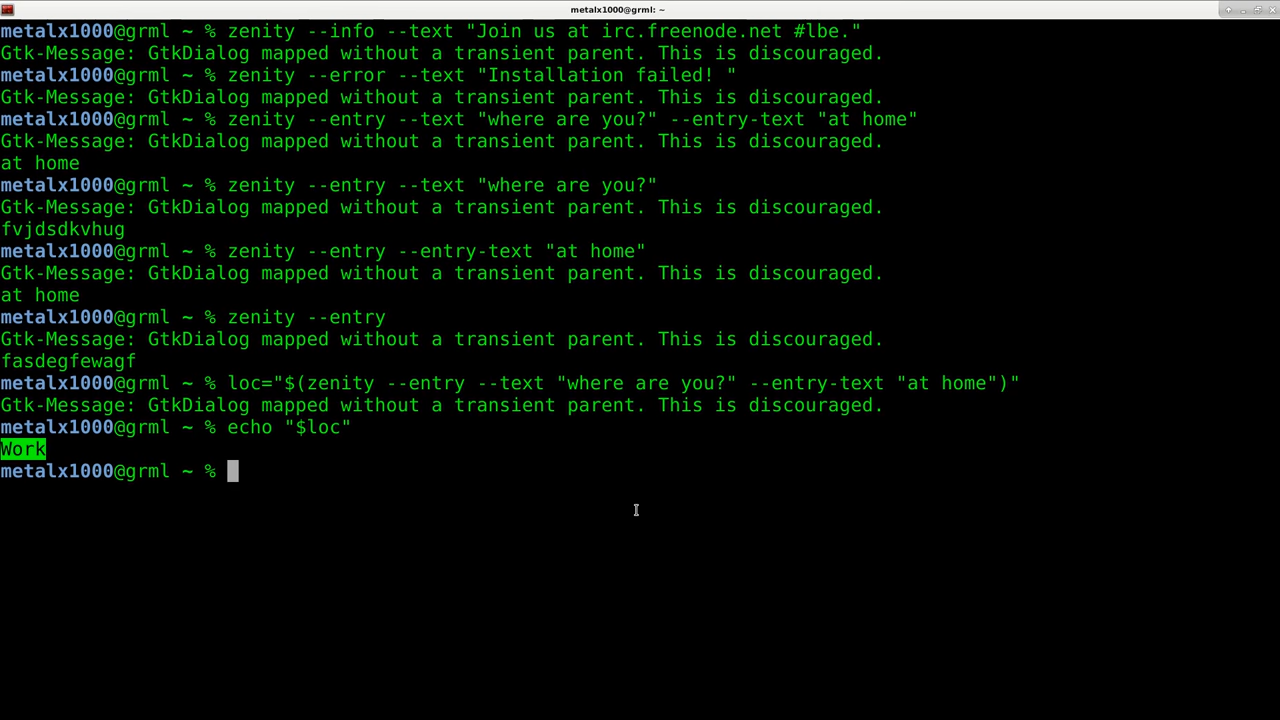 metalx1000@grml: ~
metalx1000@grml ~ % zenity --info --text "Join us at irc.freenode.net #lbe."
Gtk-Message: GtkDialog mapped without a transient parent. This is discouraged.
metalx1000@grml ~ % zenity --error --text "Installation failed! "
Gtk-Message: GtkDialog mapped without a transient parent. This is discouraged.
metalx1000@grml ~ % zenity --entry --text "where are you?" --entry-text "at home"
Gtk-Message: GtkDialog mapped without a transient parent. This is discouraged.
at home
metalx1000@grml ~ % zenity --entry --text "where are you?"
Gtk-Message: GtkDialog mapped without a transient parent. This is discouraged.
fvjdsdkvhug
metalx1000@grml ~ % zenity --entry --entry-text "at home"
Gtk-Message: GtkDialog mapped without a transient parent. This is discouraged.
at home
metalx1000@grml ~ % zenity --entry
Gtk-Message: GtkDialog mapped without a transient parent. This is discouraged.
fasdegfewagf
metalx1000@grml ~ % loc="$(zenity --entry --text "where are you?" --entry-text "at home")"
Gtk-Message: GtkDialog mapped without a transient parent. This is discouraged.
metalx1000@grml ~ % echo "$loc"
Work
metalx1000@grml ~ %